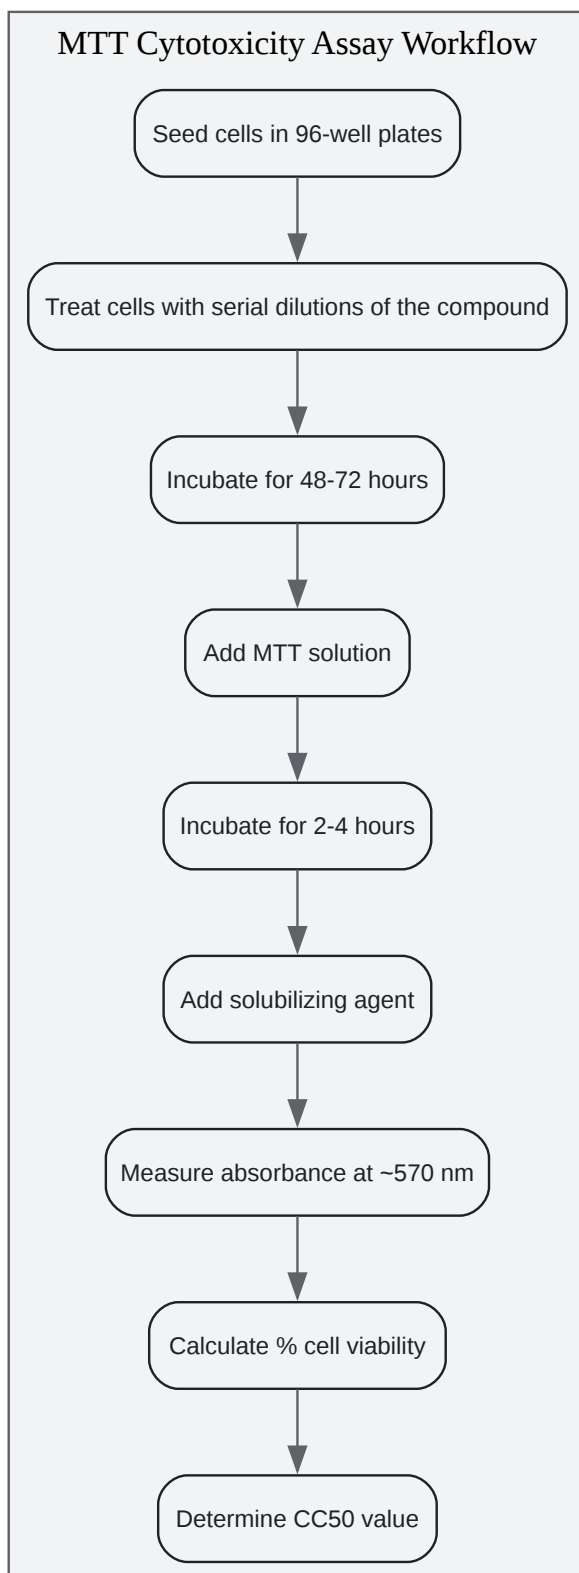 MTT Cytotoxicity Assay Workflow
Seed cells in 96-well plates
Treat cells with serial dilutions of the compound
Incubate for 48-72 hours
Add MTT solution
Incubate for 2-4 hours
Add solubilizing agent
Measure absorbance at ~570 nm
Calculate % cell viability
Determine CC50 value